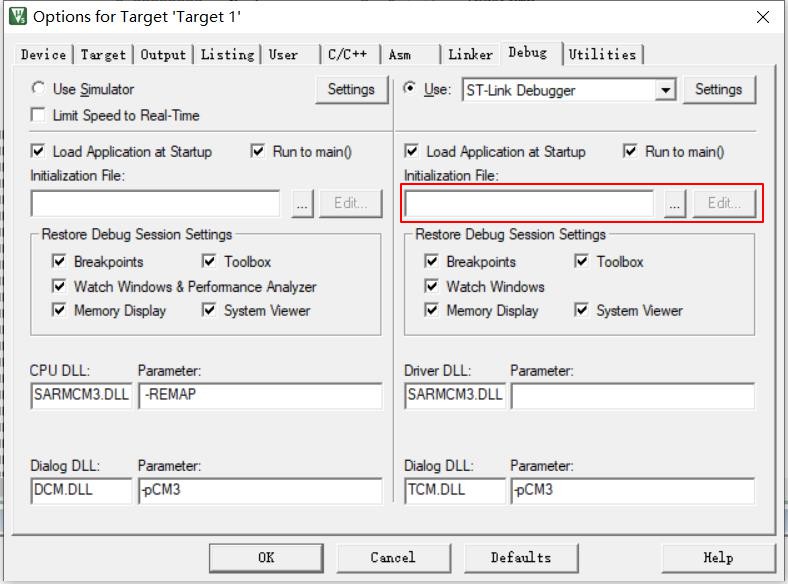 Options for Target 'Target 1'
Device Target Output Listing User C/C++ Asm Linker Debug Utilities
Use Simulator Settings Use: ST-Link Debugger Settings
Limit Speed to Real-Time
Load Application at Startup Run to main() Load Application at Startup Run to main()
Initialization File: Initialization File:
... Edit... ... Edit...
Restore Debug Session Settings Restore Debug Session Settings
Breakpoints Toolbox Breakpoints Toolbox
Watch Windows & Performance Analyzer Watch Windows
Memory Display System Viewer Memory Display System Viewer
CPU DLL: Parameter: Driver DLL: Parameter:
SARMCM3.DLL -REMAP SARMCM3.DLL
Dialog DLL: Parameter: Dialog DLL: Parameter:
DCM.DLL -pCM3 TCM.DLL -pCM3
OK Cancel Defaults Help